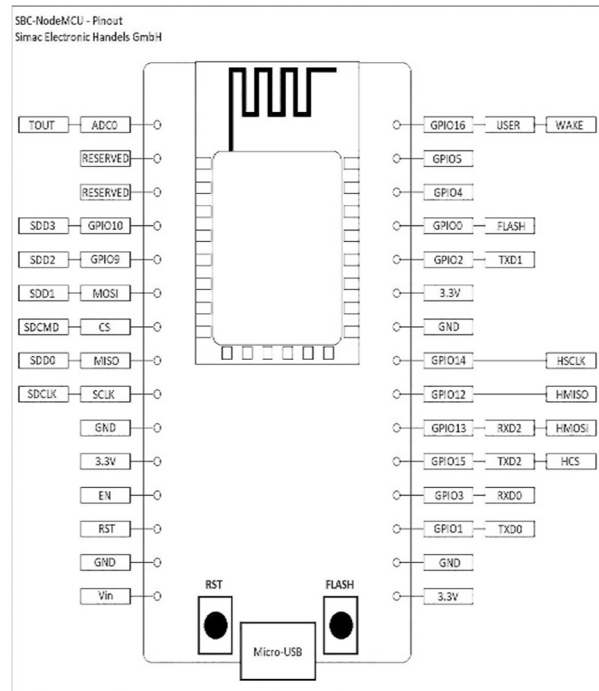 SBC-NodeMCU - Pinout
Simac Electronic Handels GmbH
TOUT ADC0 GPIO16 USER WAKE
RESERVED GPIO5
RESERVED GPIO4
SDD3 GPIO10 GPIO0 FLASH
SDD2 GPIO9 GPIO2 TXD1
SDD1 MOSI 3.3V
SDCMD CS GND
SDD0 MISO GPIO14 HSCLK
SDCLK SCLK GPIO12 HMISO
GND GPIO13 RXD2 HMOSI
3.3V GPIO15 TXD2 HCS
EN GPIO3 RXD0
RST GPIO1 TXD0
GND GND
Vin 3.3V
RST FLASH
Micro-USB